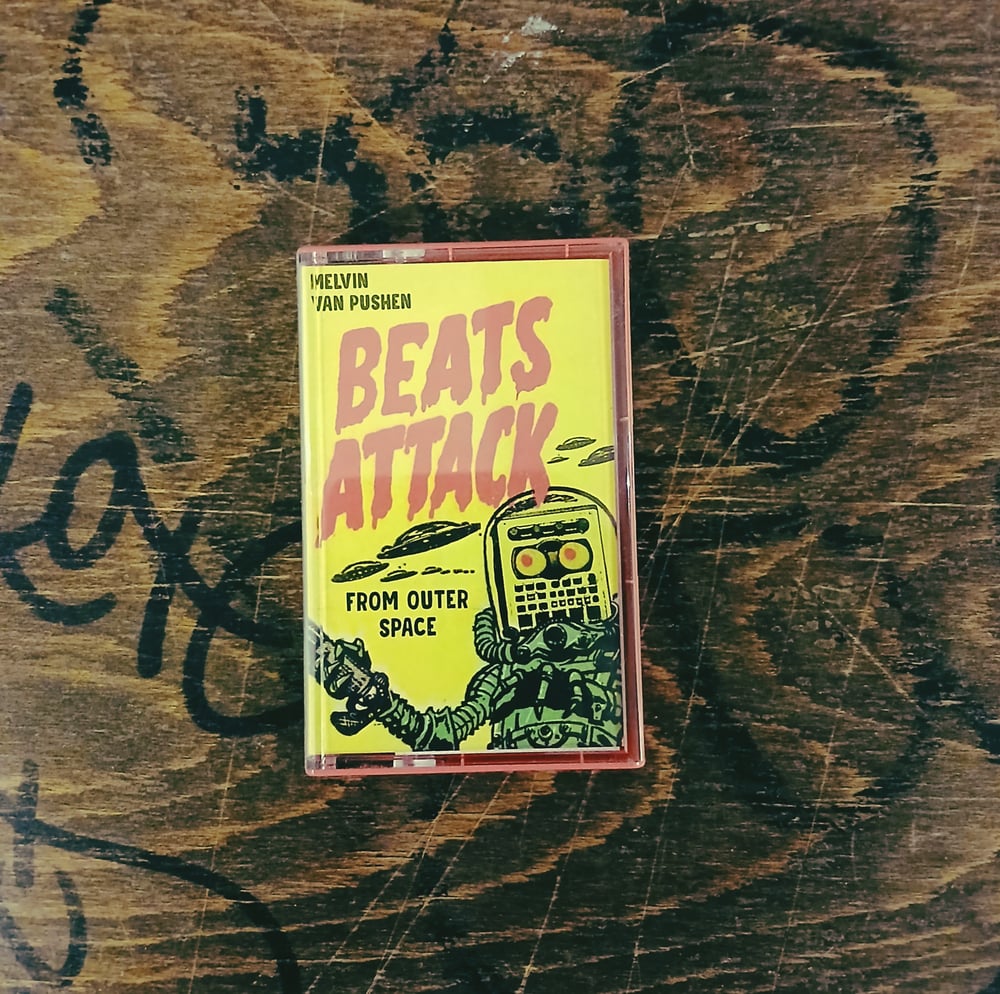 MELVIN
VAN PUSHEN
BEATS
ATTACK
FROM OUTER
SPACE